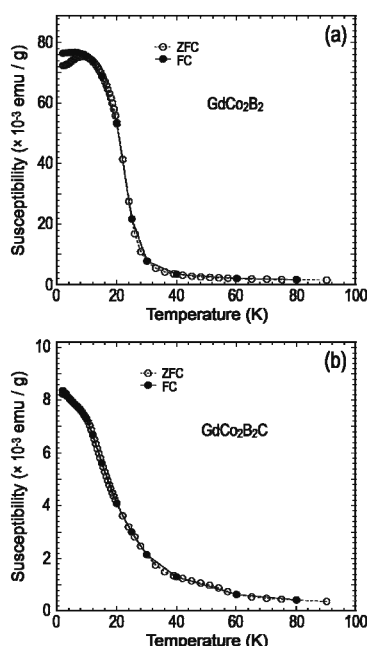 (a)
ZFC
FC
GdCo₂B₂
80
60
40
20
0
Susceptibility (× 10⁻³ emu / g)
0 20 40 60 80 100
Temperature (K)
(b)
ZFC
FC
GdCo₂B₂C
10
8
6
4
2
0
Susceptibility (× 10⁻³ emu / g)
0 20 40 60 80 100
Temperature (K)